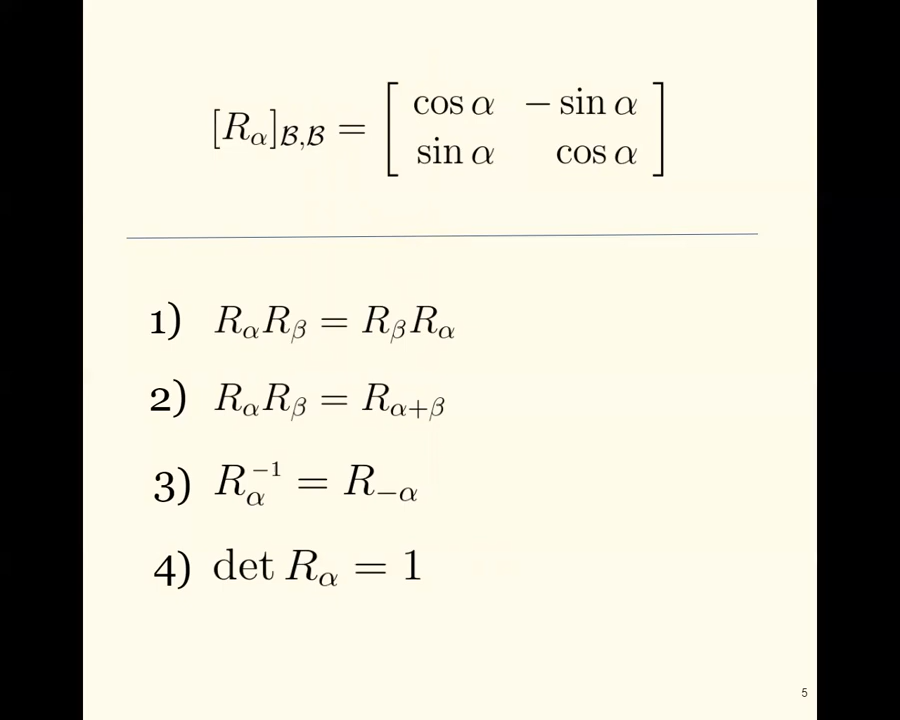 [R_α]_{ℬ,ℬ} = [ cos α  − sin α
sin α  cos α ]
1) R_α R_β = R_β R_α
2) R_α R_β = R_{α+β}
3) R_α^{−1} = R_{−α}
4) det R_α = 1
5